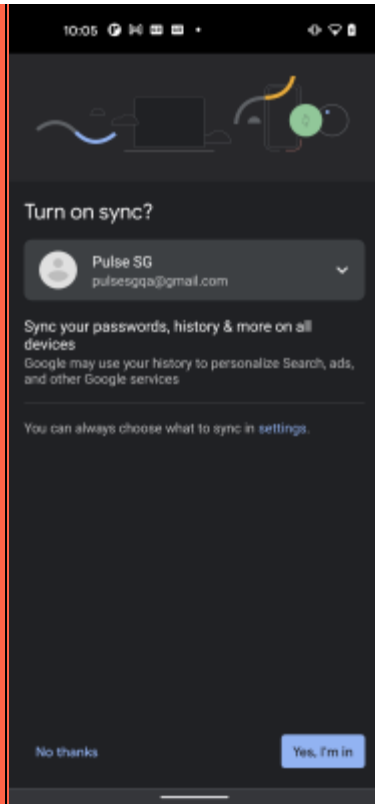 10:05
Turn on sync?
Pulse SG
pulsesgqa@gmail.com
Sync your passwords, history & more on all
devices
Google may use your history to personalize Search, ads,
and other Google services
You can always choose what to sync in settings.
No thanks
Yes, I'm in